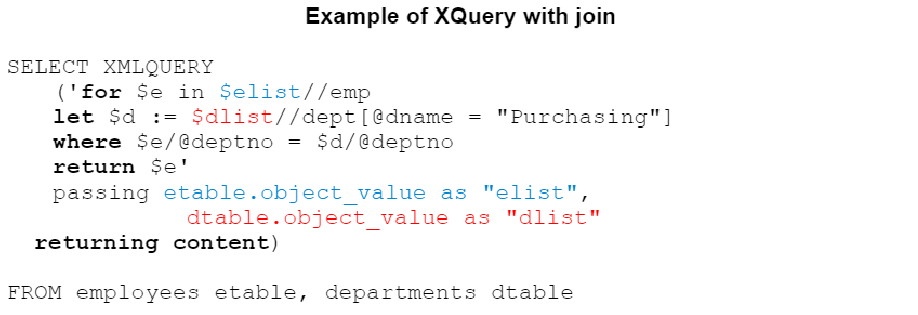 Example of XQuery with join
SELECT XMLQUERY
('for $e in $elist//emp
let $d := $dlist//dept[@dname = "Purchasing"]
where $e/@deptno = $d/@deptno
return $e'
passing etable.object_value as "elist",
dtable.object_value as "dlist"
returning content)
FROM employees etable, departments dtable